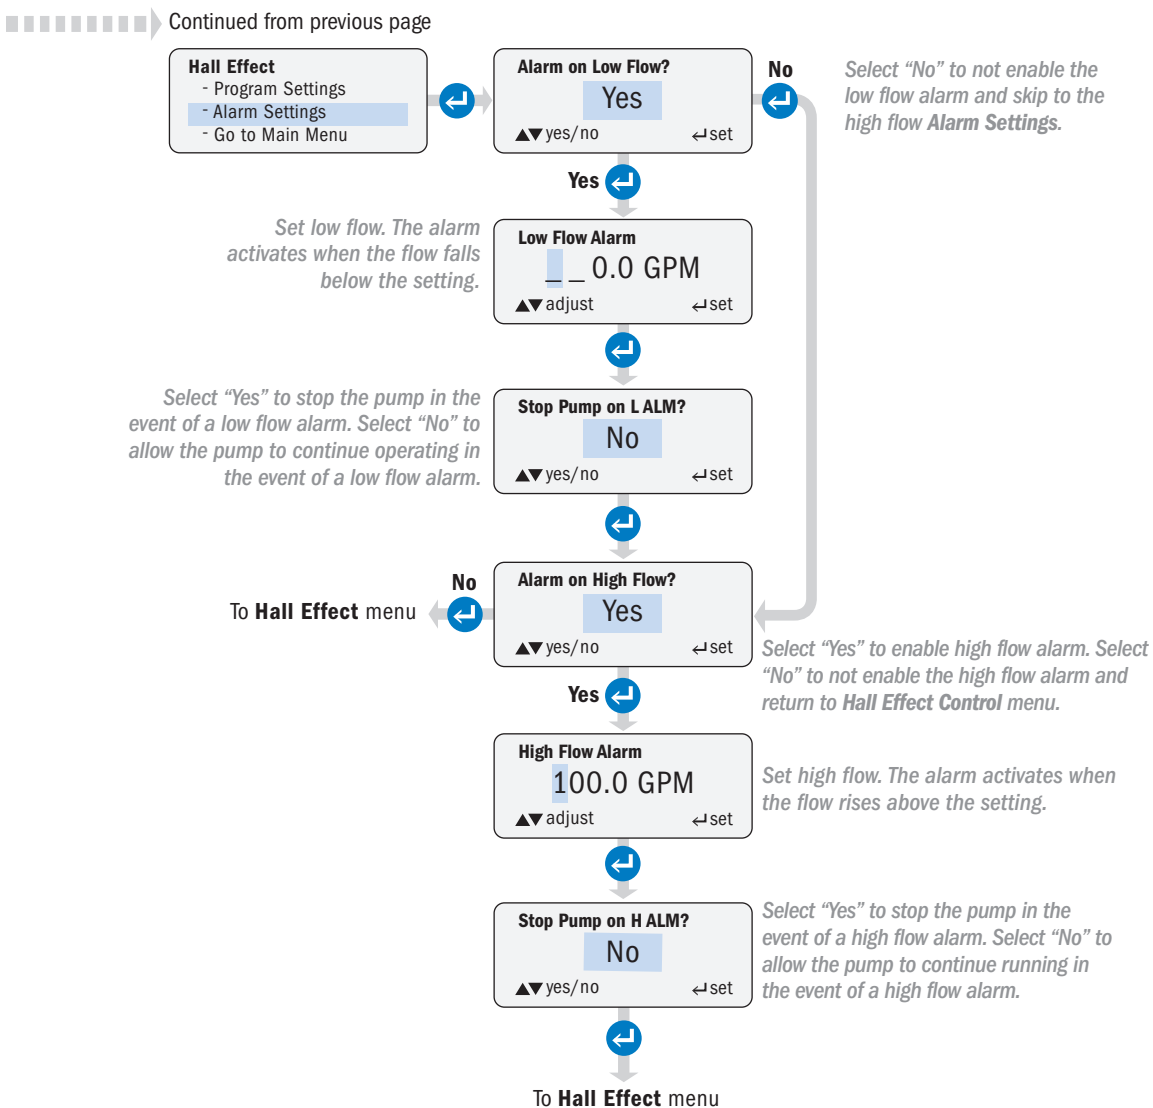 Continued from previous page
Hall Effect
- Program Settings
- Alarm Settings
- Go to Main Menu
Alarm on Low Flow?
Yes
▲▼ yes/no ↵ set
No
Select “No” to not enable the
low flow alarm and skip to the
high flow Alarm Settings.
Yes
Set low flow. The alarm
activates when the flow falls
below the setting.
Low Flow Alarm
_ _ 0.0 GPM
▲▼ adjust ↵ set
Select “Yes” to stop the pump in the
event of a low flow alarm. Select “No” to
allow the pump to continue operating in
the event of a low flow alarm.
Stop Pump on L ALM?
No
▲▼ yes/no ↵ set
No
To Hall Effect menu
Alarm on High Flow?
Yes
▲▼ yes/no ↵ set
Select “Yes” to enable high flow alarm. Select
“No” to not enable the high flow alarm and
return to Hall Effect Control menu.
Yes
High Flow Alarm
100.0 GPM
▲▼ adjust ↵ set
Set high flow. The alarm activates when
the flow rises above the setting.
Stop Pump on H ALM?
No
▲▼ yes/no ↵ set
Select “Yes” to stop the pump in the
event of a high flow alarm. Select “No” to
allow the pump to continue running in
the event of a high flow alarm.
To Hall Effect menu